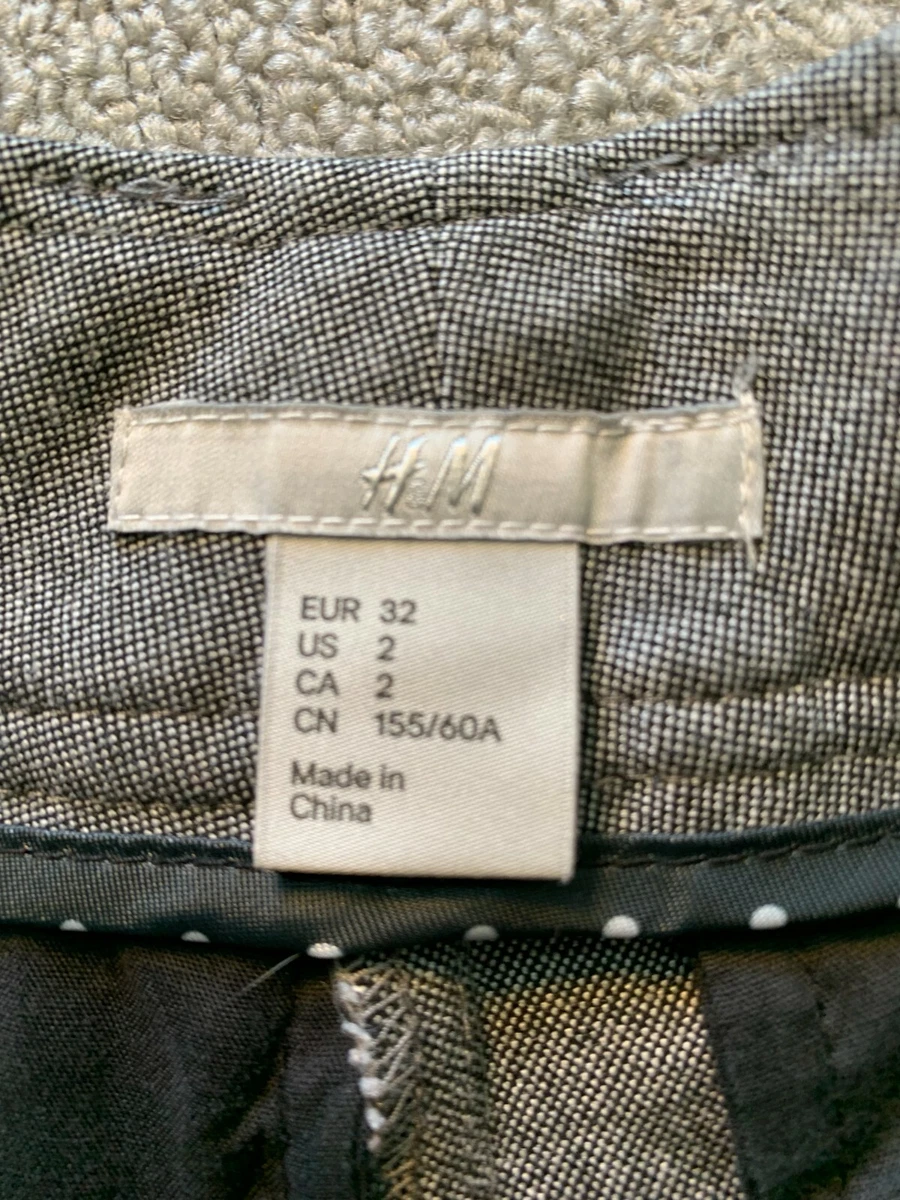 H&M
EUR 32
US 2
CA 2
CN 155/60A
Made in
China